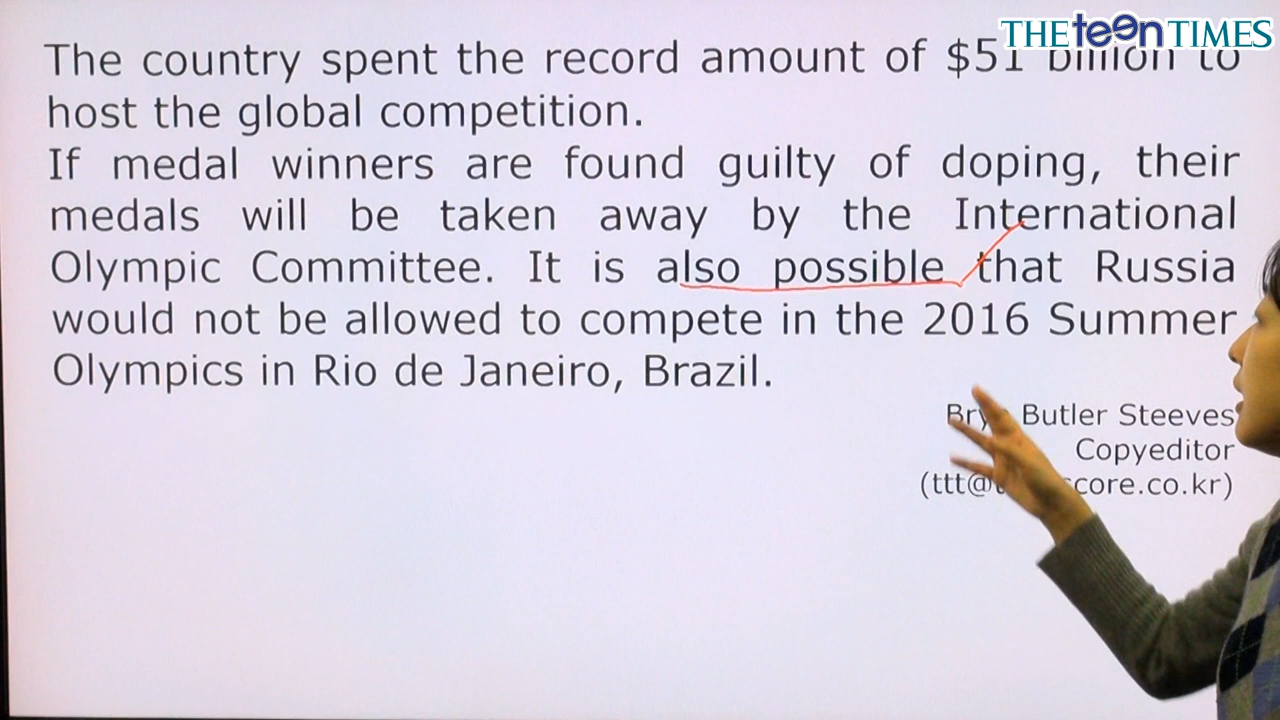 THE teen TIMES
The country spent the record amount of $51 billion to
host the global competition.
If medal winners are found guilty of doping, their
medals will be taken away by the International
Olympic Committee. It is also possible that Russia
would not be allowed to compete in the 2016 Summer
Olympics in Rio de Janeiro, Brazil.
Butler Steeves
Copyeditor